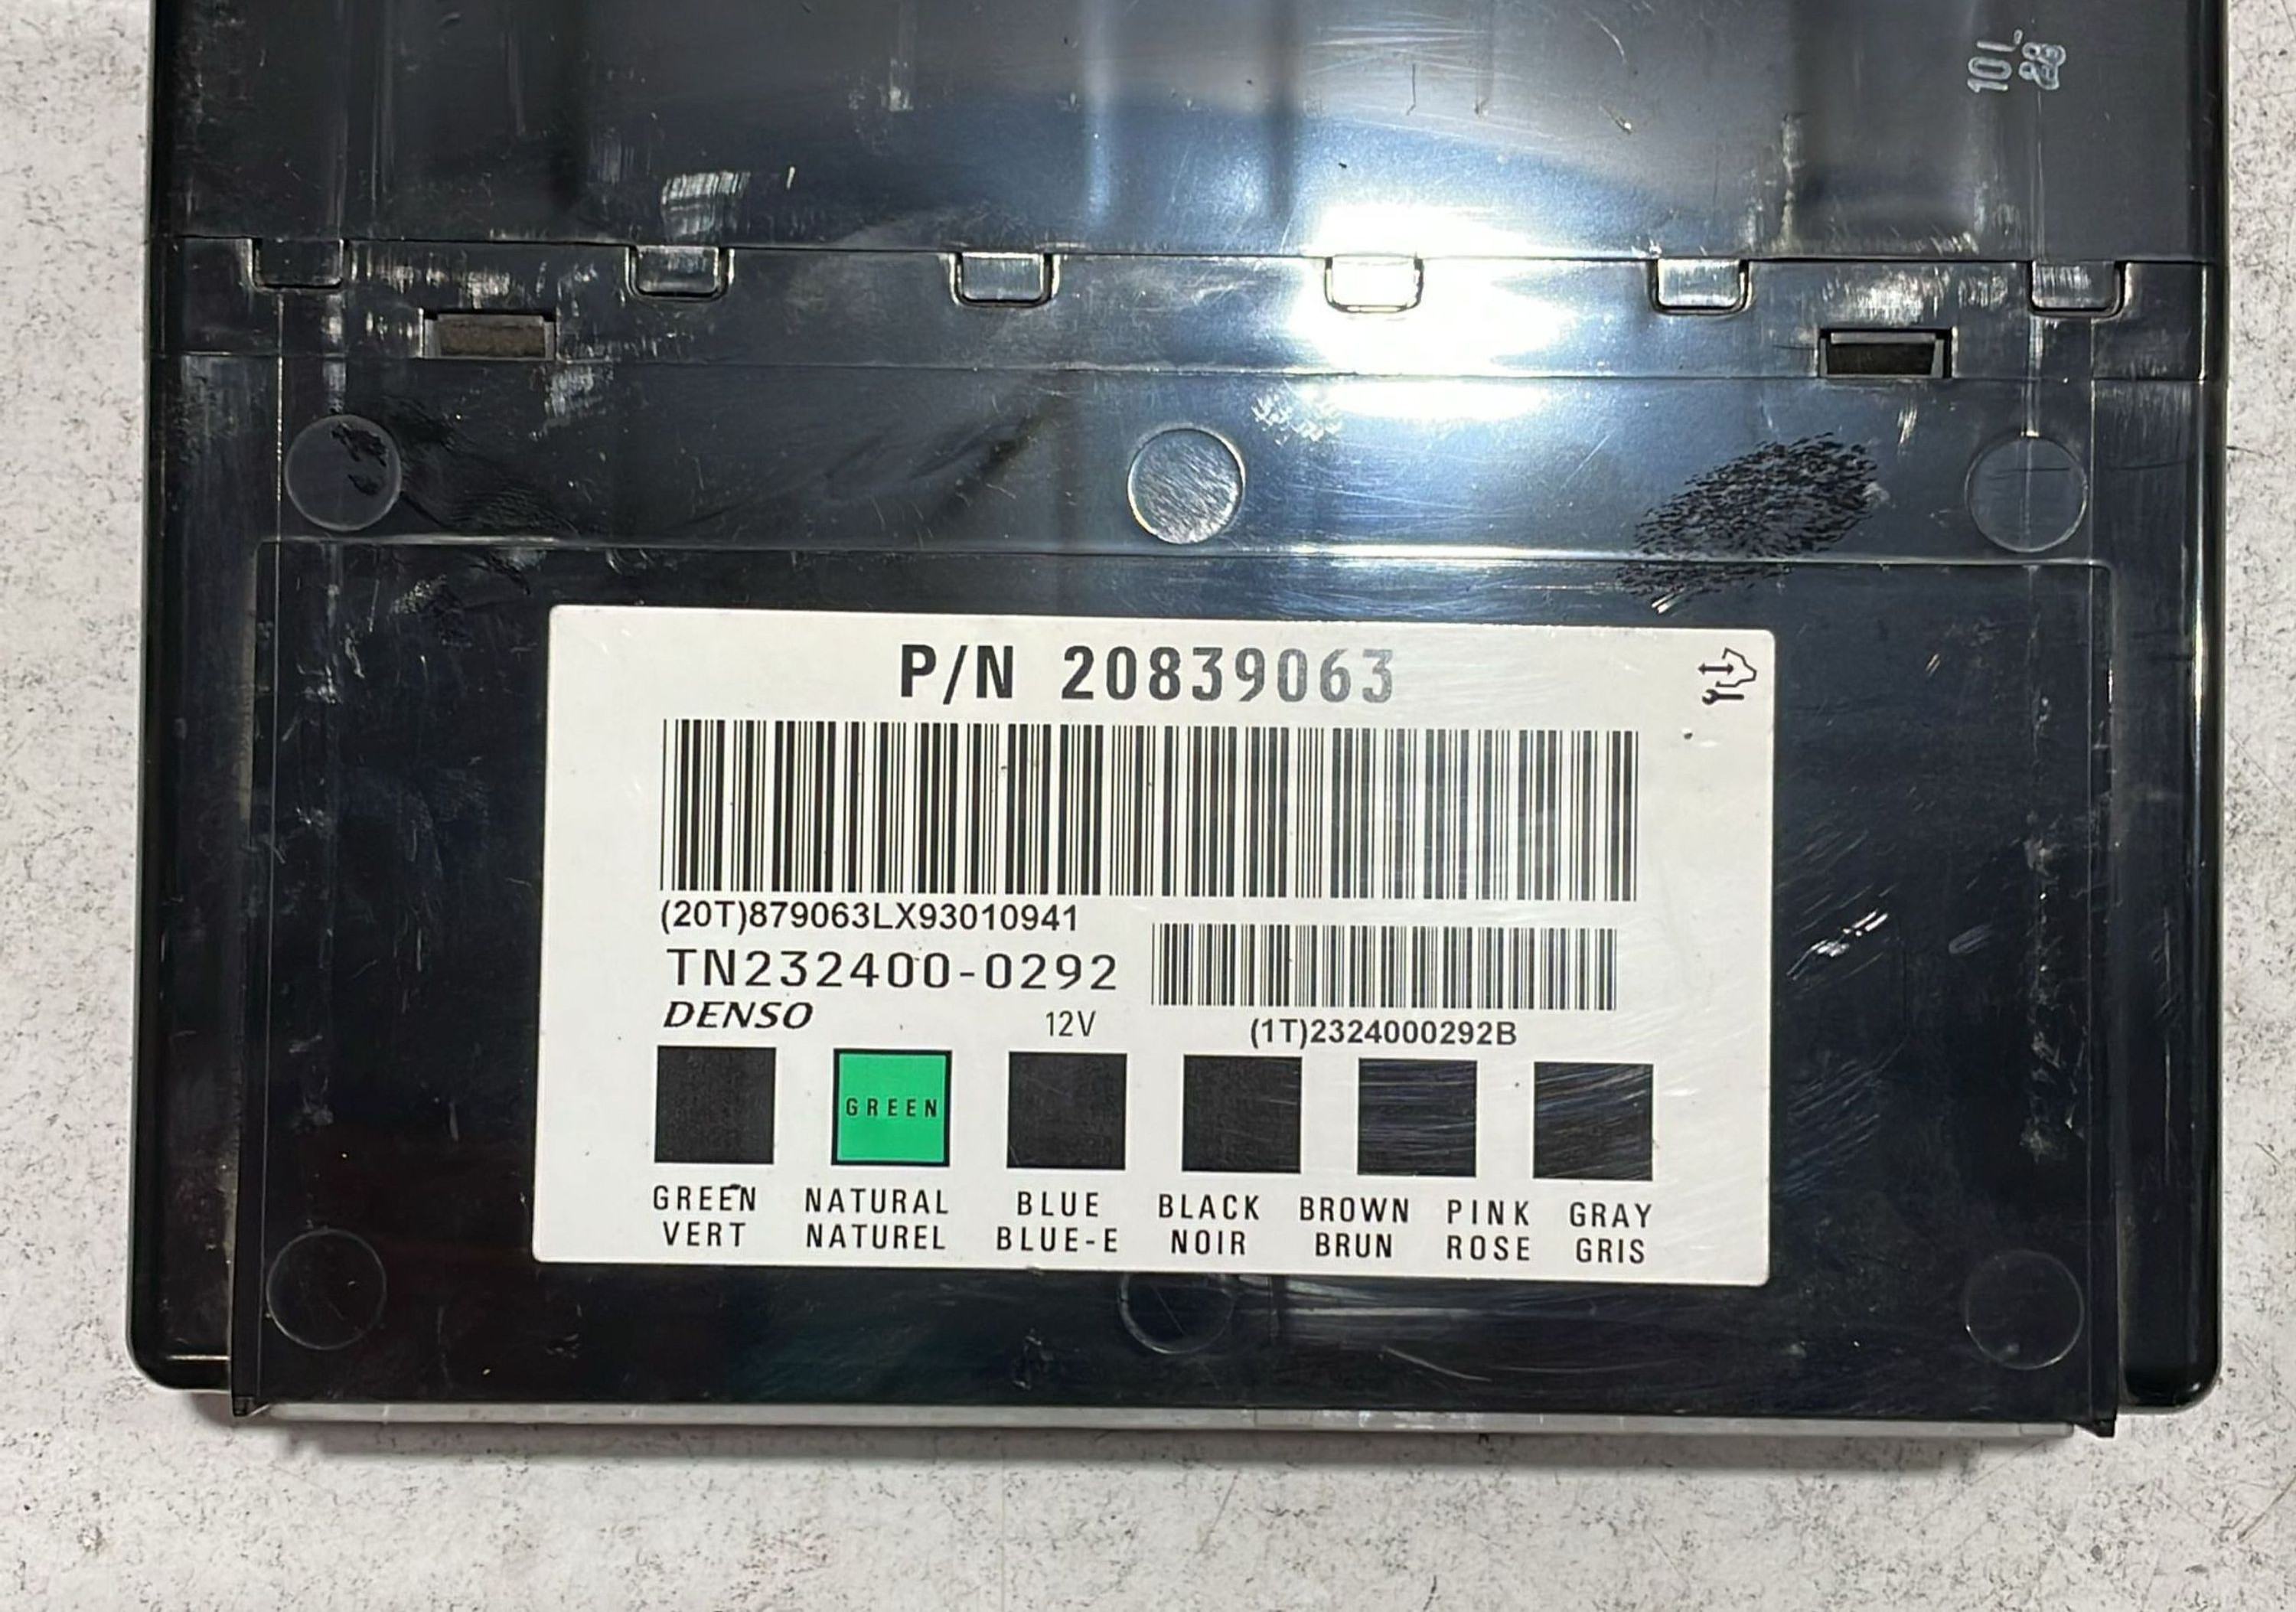 10L
28
P/N 20839063
(20T)879063LX93010941
TN232400-0292
DENSO 12V
(1T)2324000292B
GREEN
GREEN NATURAL BLUE BLACK BROWN PINK GRAY
VERT NATUREL BLUE-E NOIR BRUN ROSE GRIS